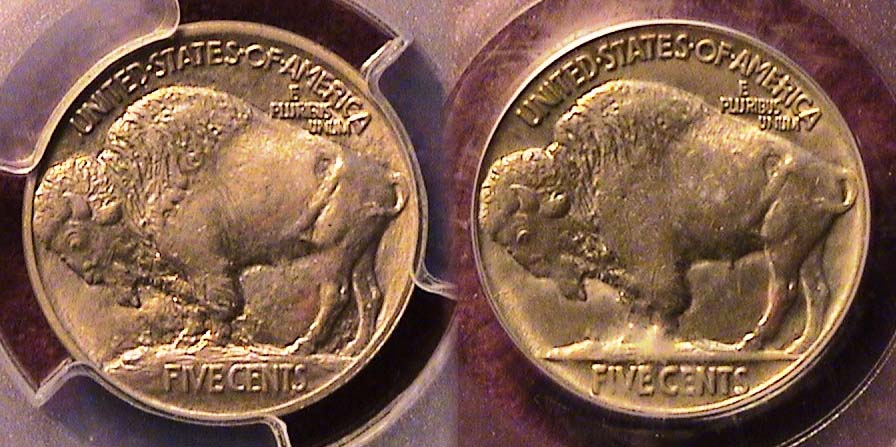 UNITED·STATES·OF·AMERICA
E
PLURIBUS
UNUM
FIVE CENTS
UNITED·STATES·OF·AMERICA
E
PLURIBUS
UNUM
FIVE CENTS